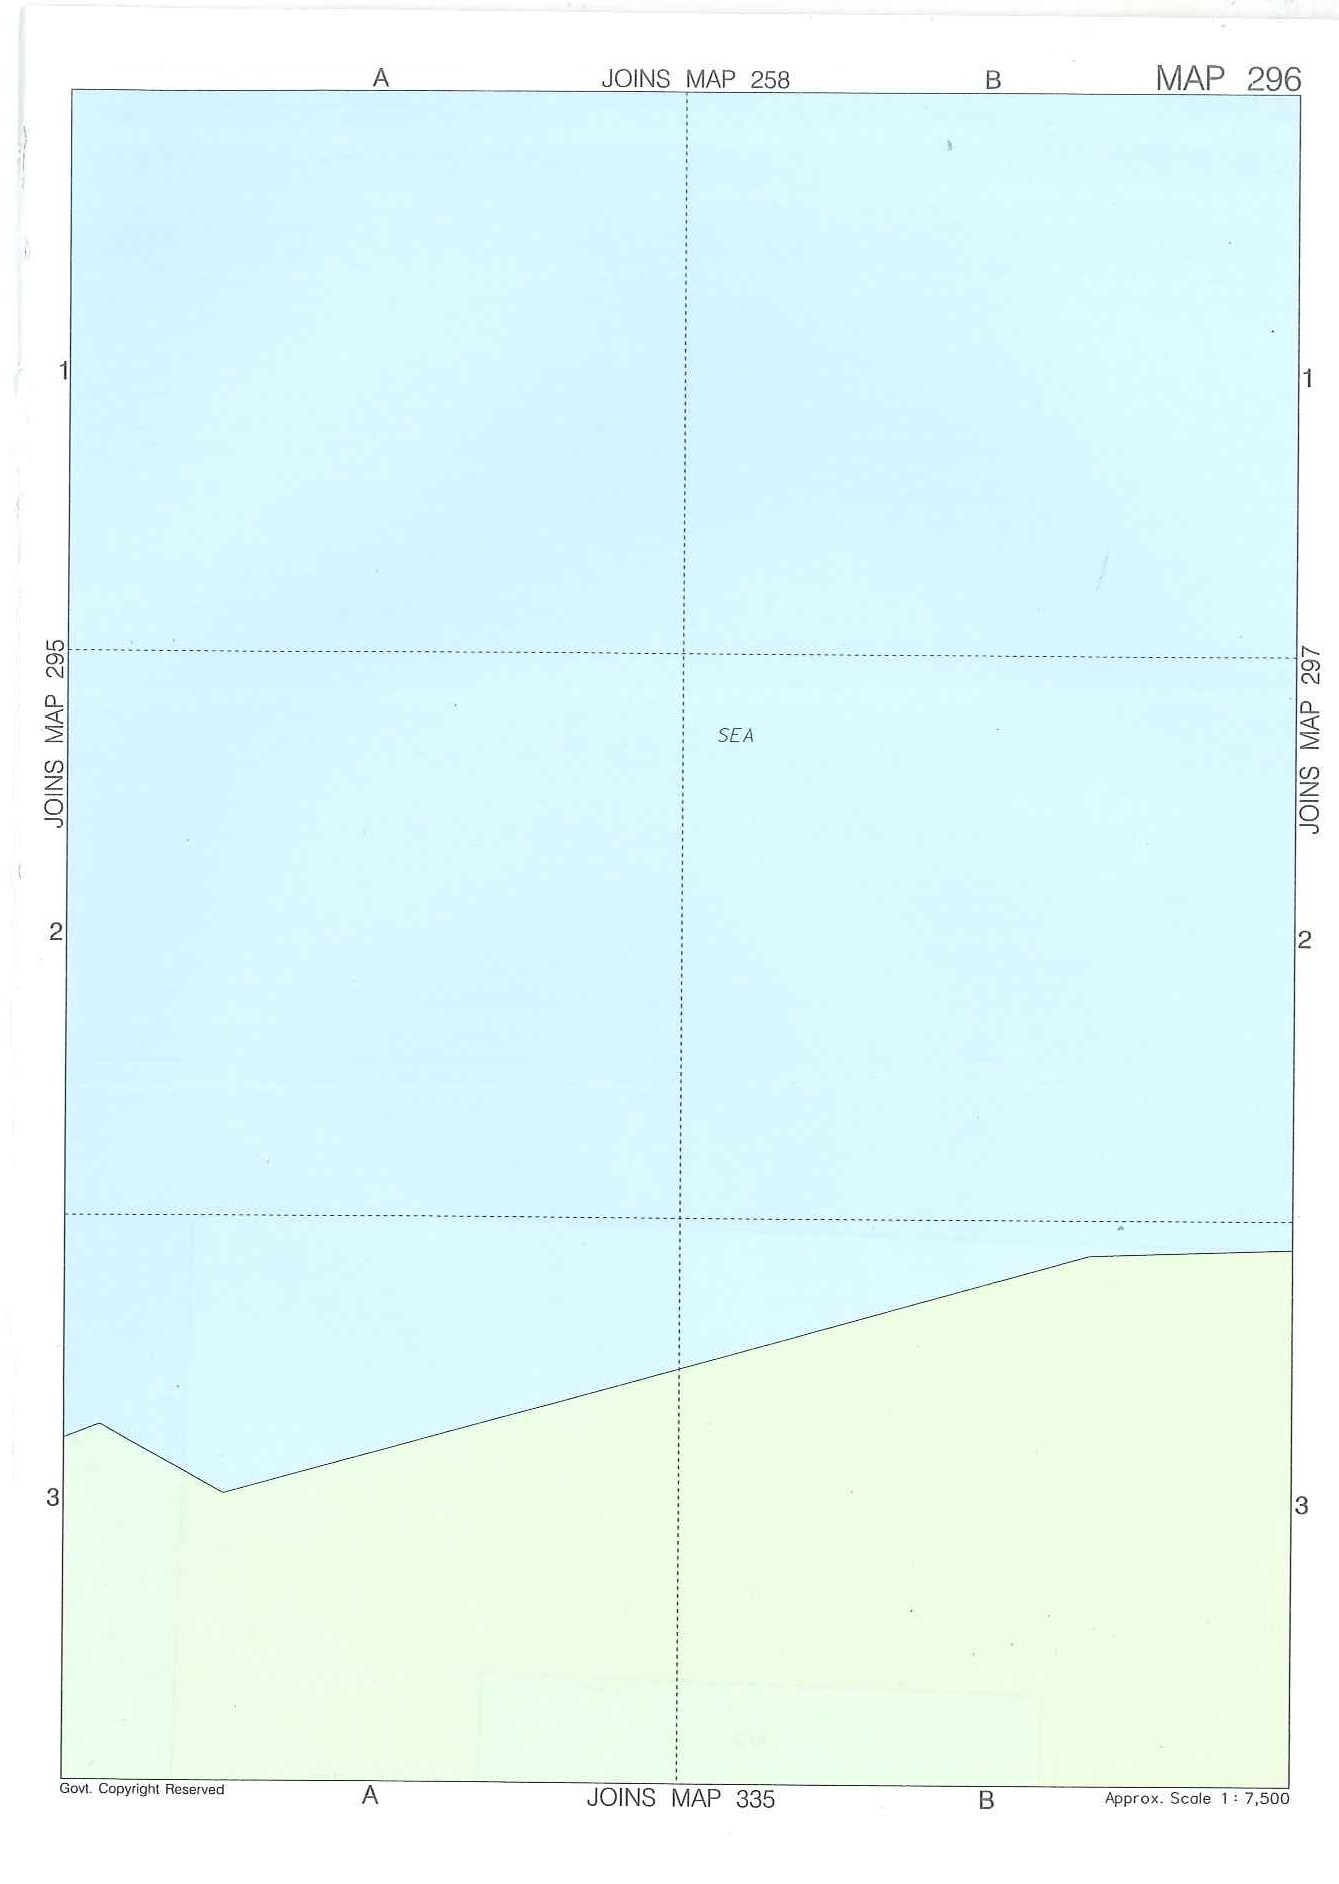 A JOINS MAP 258 B MAP 296
1 1
JOINS MAP 295
JOINS MAP 297
SEA
2 2
3 3
Govt. Copyright Reserved A JOINS MAP 335 B Approx. Scale 1 : 7,500